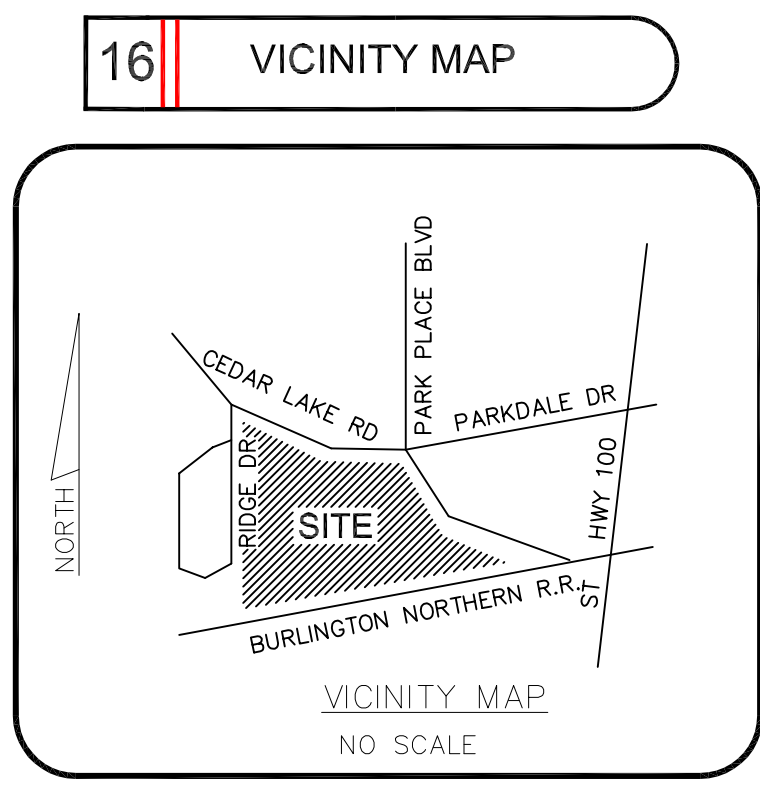 16 VICINITY MAP
PARK PLACE BLVD
CEDAR LAKE RD
PARKDALE DR
RIDGE DR
SITE
ST HWY 100
NORTH
BURLINGTON NORTHERN R.R.
VICINITY MAP
NO SCALE